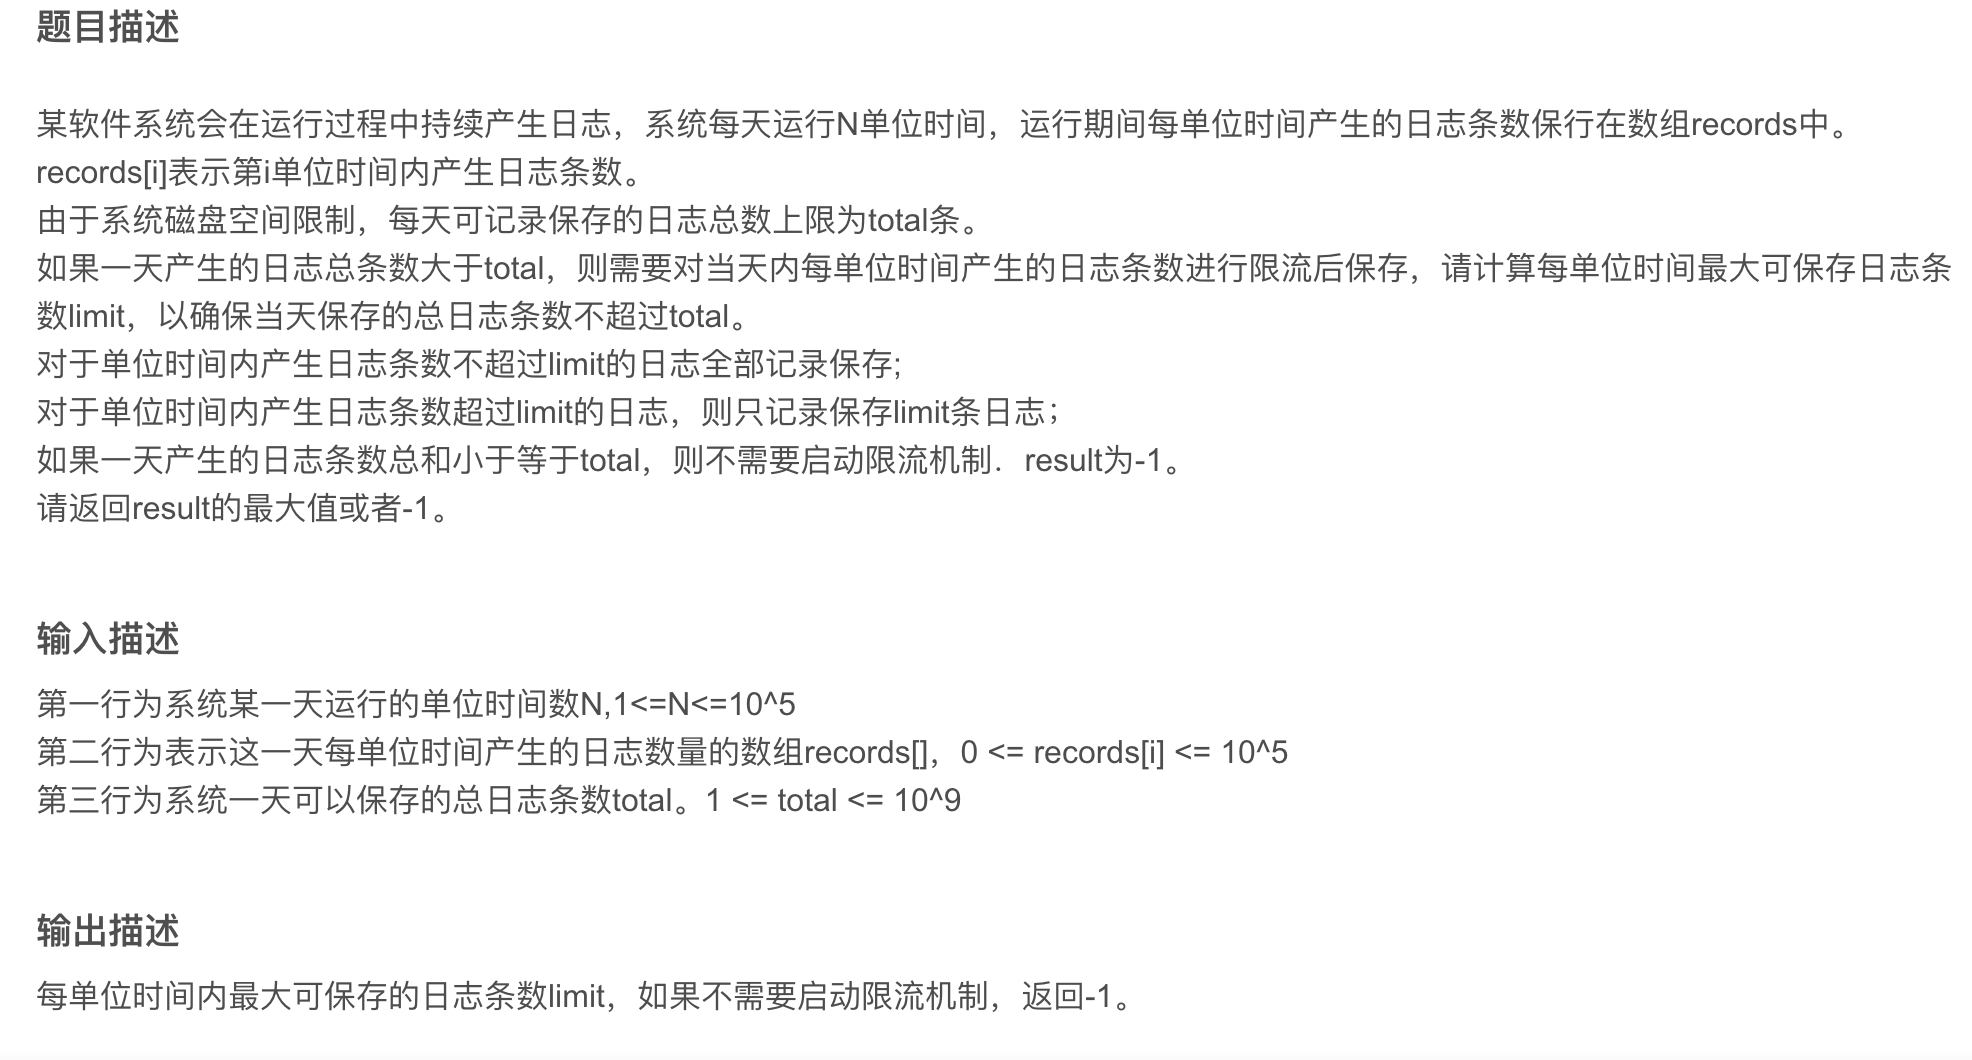 题目描述
某软件系统会在运行过程中持续产生日志，系统每天运行N单位时间，运行期间每单位时间产生的日志条数保行在数组records中。
records[i]表示第i单位时间内产生日志条数。
由于系统磁盘空间限制，每天可记录保存的日志总数上限为total条。
如果一天产生的日志总条数大于total，则需要对当天内每单位时间产生的日志条数进行限流后保存，请计算每单位时间最大可保存日志条
数limit，以确保当天保存的总日志条数不超过total。
对于单位时间内产生日志条数不超过limit的日志全部记录保存;
对于单位时间内产生日志条数超过limit的日志，则只记录保存limit条日志；
如果一天产生的日志条数总和小于等于total，则不需要启动限流机制．result为-1。
请返回result的最大值或者-1。
输入描述
第一行为系统某一天运行的单位时间数N,1<=N<=10^5
第二行为表示这一天每单位时间产生的日志数量的数组records[]，0 <= records[i] <= 10^5
第三行为系统一天可以保存的总日志条数total。1 <= total <= 10^9
输出描述
每单位时间内最大可保存的日志条数limit，如果不需要启动限流机制，返回-1。